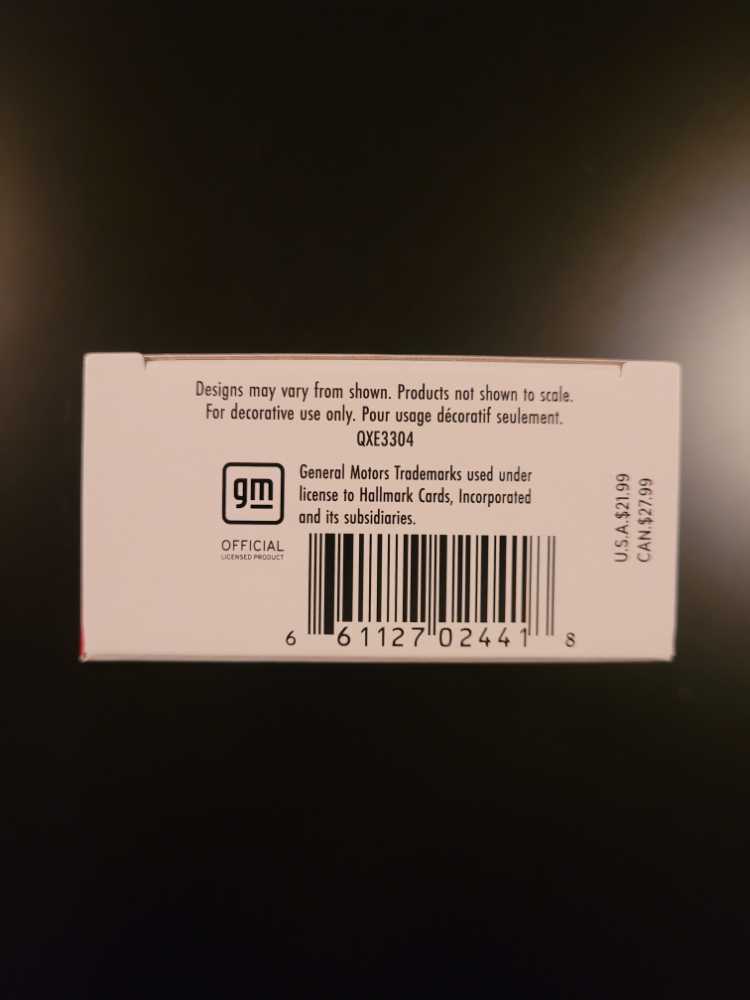 Designs may vary from shown. Products not shown to scale.
For decorative use only. Pour usage décoratif seulement.
QXE3304
gm
OFFICIAL
LICENSED PRODUCT
General Motors Trademarks used under
license to Hallmark Cards, Incorporated
and its subsidiaries.
6 61127 02441 8
U.S.A.$21.99
CAN.$27.99